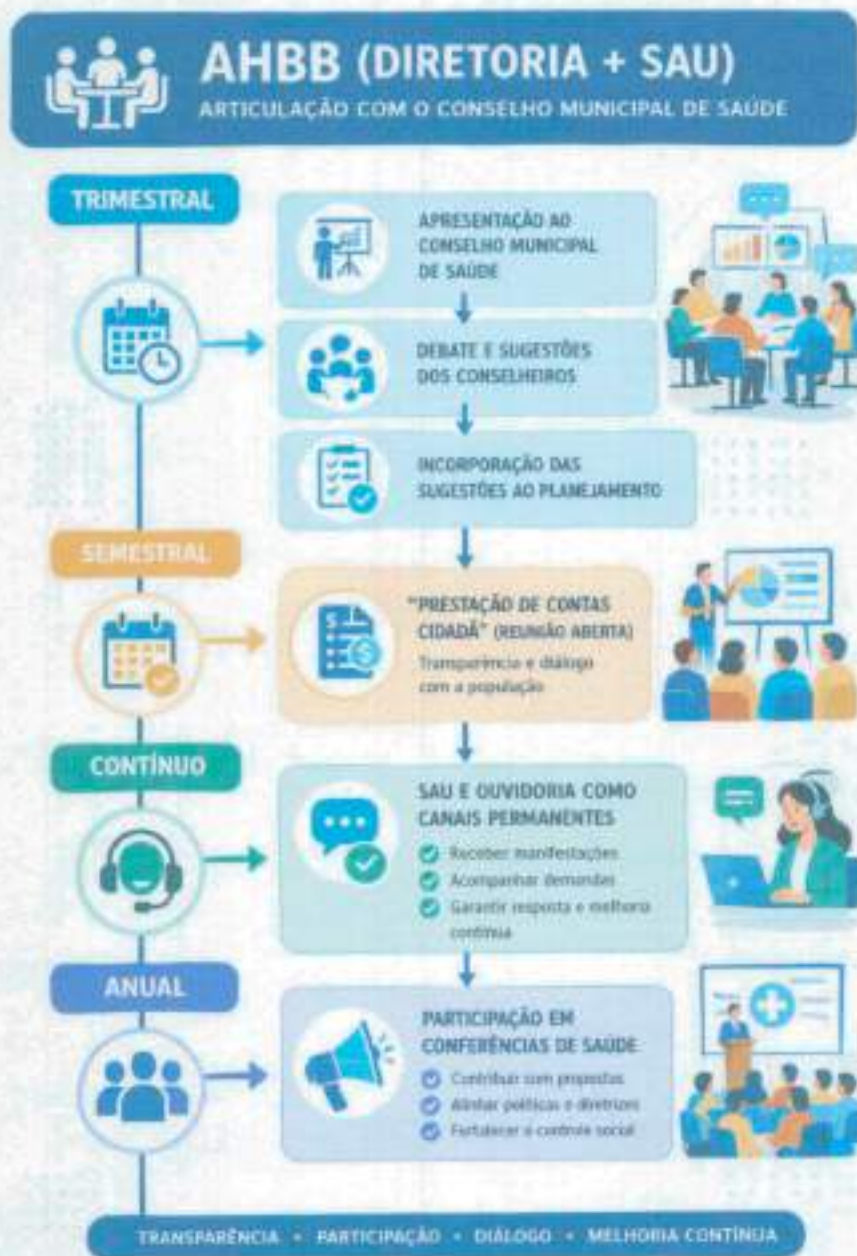 AHBB (DIRETORIA + SAU)
ARTICULAÇÃO COM O CONSELHO MUNICIPAL DE SAÚDE
TRIMESTRAL
APRESENTAÇÃO AO
CONSELHO MUNICIPAL
DE SAÚDE
DEBATE E SUGESTÕES
DOS CONSELHEIROS
INCORPORAÇÃO DAS
SUGESTÕES AO PLANEJAMENTO
SEMESTRAL
"PRESTAÇÃO DE CONTAS
CIDADÃ" (REUNIÃO ABERTA)
Transparência e diálogo
com a população
CONTÍNUO
SAU E OUVIDORIA COMO
CANAIS PERMANENTES
Receber manifestações
Acompanhar demandas
Garantir resposta e melhoria
contínua
ANUAL
PARTICIPAÇÃO EM
CONFERÊNCIAS DE SAÚDE
Contribuir com propostas
Alinhar políticas e diretrizes
Fortalecer o controle social
TRANSPARÊNCIA • PARTICIPAÇÃO • DIÁLOGO • MELHORIA CONTÍNUA